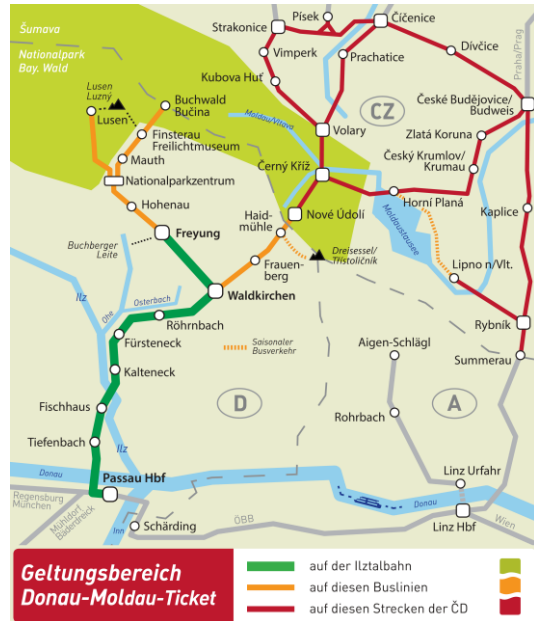 Šumava
Nationalpark
Bay. Wald
Lusen
Luzný
Lusen
Buchwald
Bučina
Finsterau
Freilichtmuseum
Mauth
Nationalparkzentrum
Hohenau
Freyung
Buchberger
Leite
Ilz
Ohe
Osterbach
Röhrnbach
Waldkirchen
Frauen-
berg
Haid-
mühle
Nové Údolí
Dreisessel/
Třístoličník
Fürsteneck
Kalteneck
Saisonaler
Busverkehr
Fischhaus
Ilz
Tiefenbach
Donau
Passau Hbf
Regensburg
München
Mühldorf
Inn
Schärding
ÖBB
D
Strakonice
Písek
Číčenice
Vimperk
Prachatice
Dívčice
Kubova Huť
Praha/Prag
CZ
České Budějovice/
Budweis
Moldau/Vltava
Volary
Zlatá Koruna
Černý Kříž
Český Krumlov/
Krumau
Horní Planá
Kaplice
Moldaustausee
Lipno n/Vlt.
Rybník
Aigen-Schlägl
Summerau
Rohrbach
A
Linz Urfahr
Donau
Linz Hbf
Wien
Geltungsbereich
Donau-Moldau-Ticket
auf der Ilztalbahn
auf diesen Buslinien
auf diesen Strecken der ČD